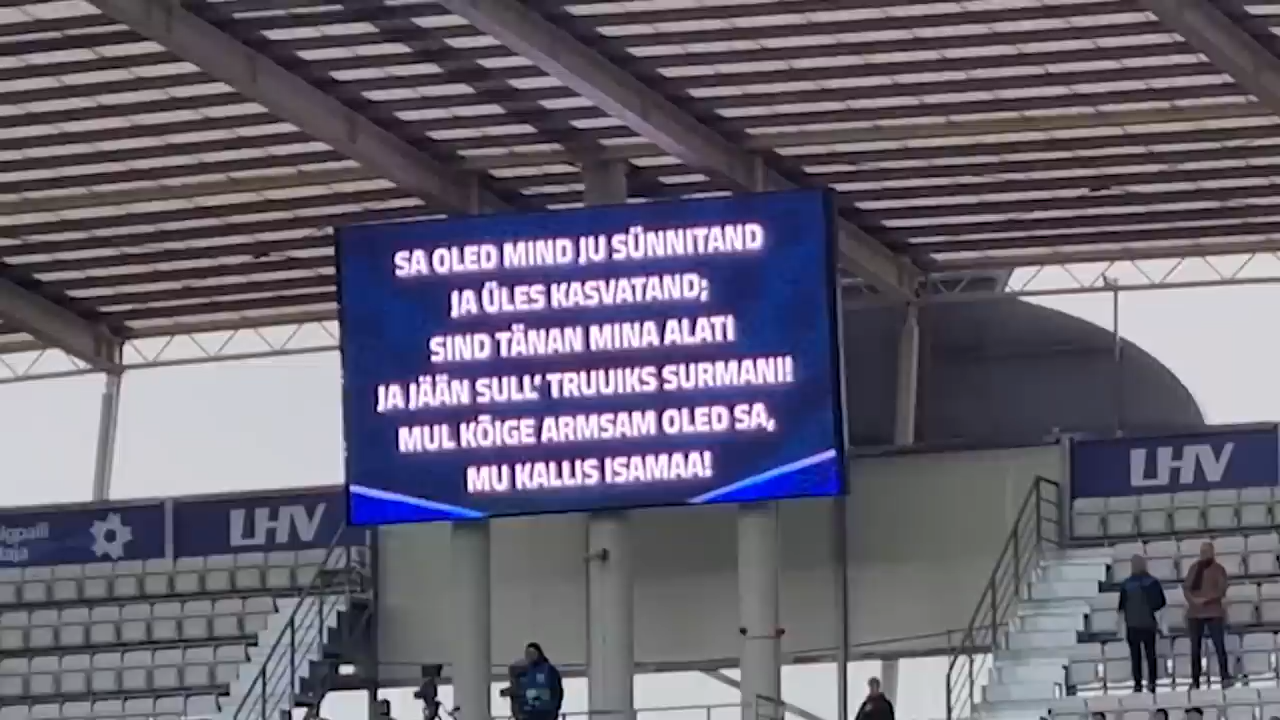 SA OLED MIND JU SÜNNITAND
JA ÜLES KASVATAND;
SIND TÄNAN MINA ALATI
JA JÄÄN SULL' TRUUIKS SURMANI!
MUL KÕIGE ARMSAM OLED SA,
MU KALLIS ISAMAA!
LHV
LHV